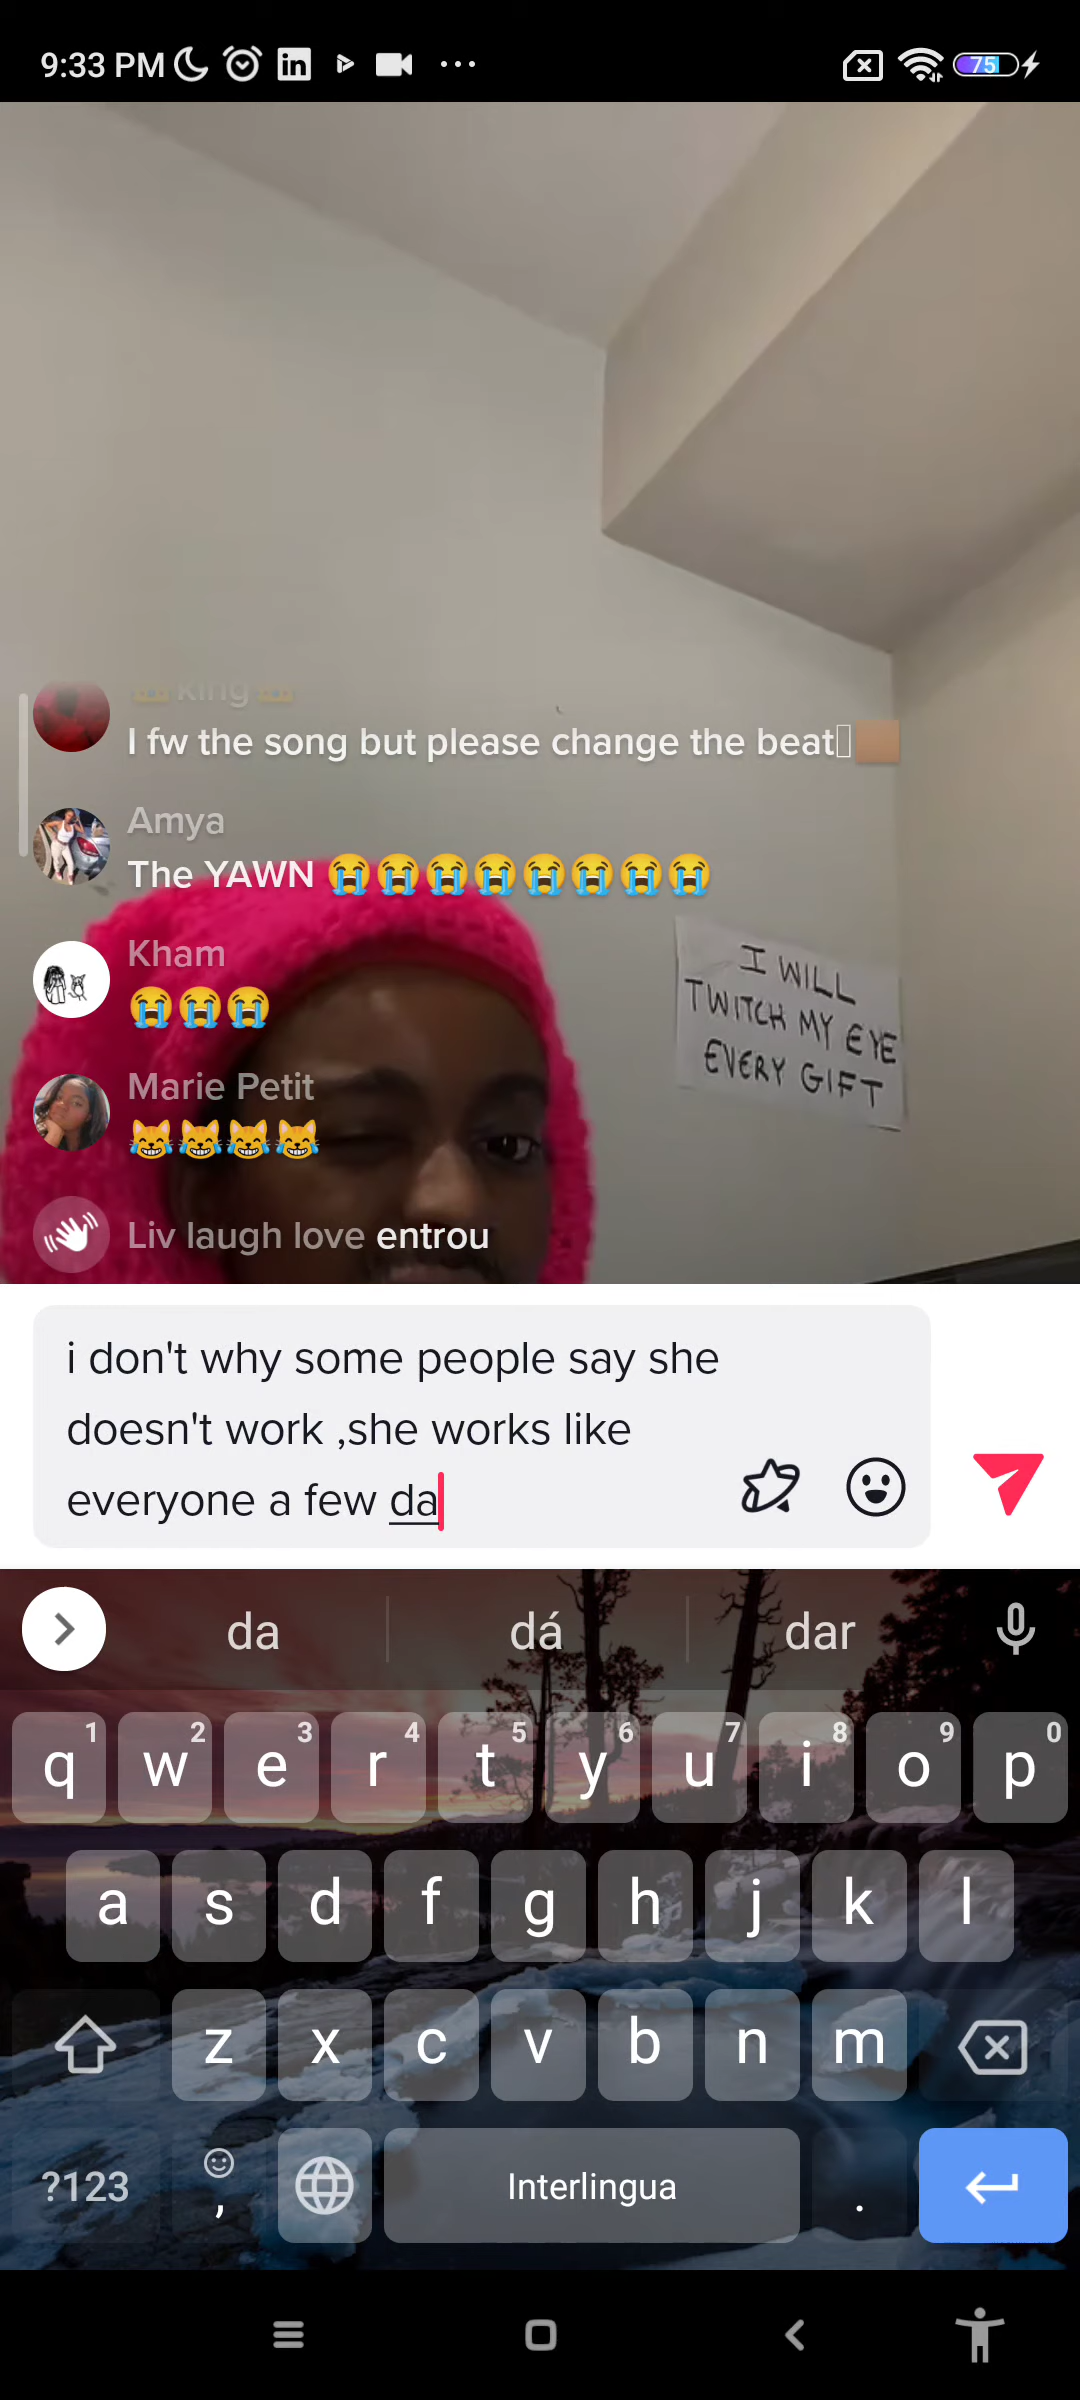 9:33 PM
75
king
I fw the song but please change the beat
Amya
The YAWN 😭😭😭😭😭😭😭😭
Kham
😭😭😭
Marie Petit
😹😹😹😹
Liv laugh love entrou
I WILL
TWITCH MY EYE
EVERY GIFT
i don't why some people say she
doesn't work ,she works like
everyone a few da
da dá dar
1 2 3 4 5 6 7 8 9 0
q w e r t y u i o p
a s d f g h j k l
z x c v b n m
?123 , Interlingua .